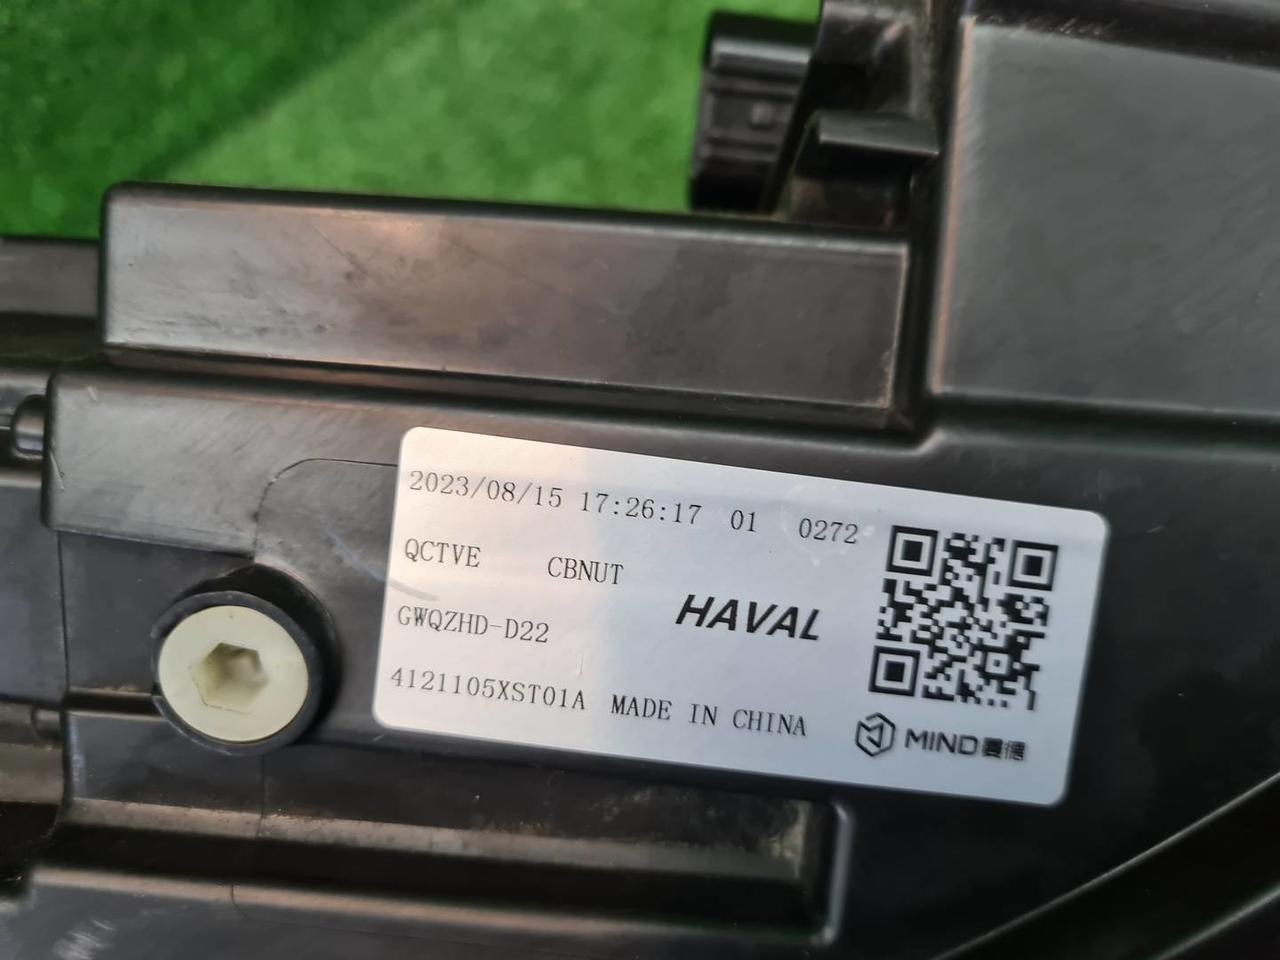 2023/08/15 17:26:17 01 0272
QCTVE CBNUT
GWQZHD-D22 HAVAL
4121105XST01A MADE IN CHINA
MIND曼德